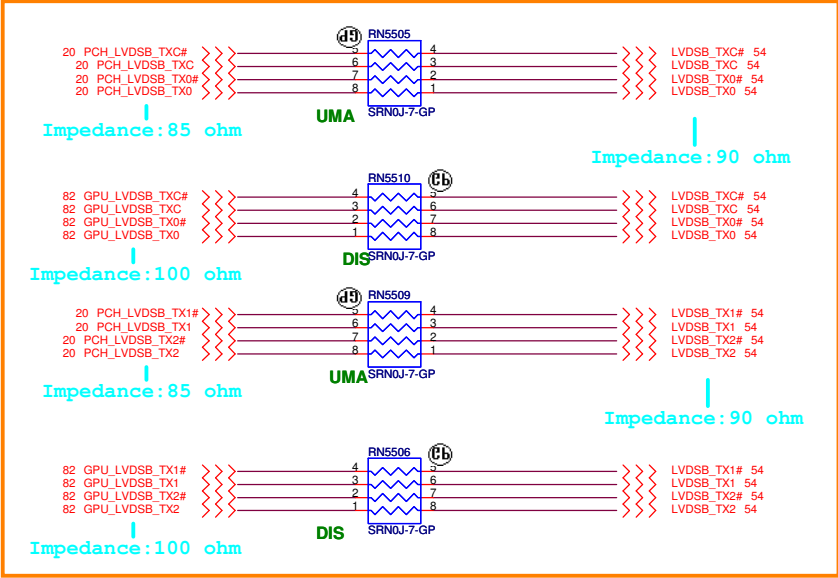 RN5505
20 PCH_LVDSB_TXC# 5 4 LVDSB_TXC# 54
20 PCH_LVDSB_TXC 6 3 LVDSB_TXC 54
20 PCH_LVDSB_TX0# 7 2 LVDSB_TX0# 54
20 PCH_LVDSB_TX0 8 1 LVDSB_TX0 54
UMA SRN0J-7-GP
Impedance:85 ohm
Impedance:90 ohm
RN5510
82 GPU_LVDSB_TXC# 4 5 LVDSB_TXC# 54
82 GPU_LVDSB_TXC 3 6 LVDSB_TXC 54
82 GPU_LVDSB_TX0# 2 7 LVDSB_TX0# 54
82 GPU_LVDSB_TX0 1 8 LVDSB_TX0 54
DIS SRN0J-7-GP
Impedance:100 ohm
RN5509
20 PCH_LVDSB_TX1# 5 4 LVDSB_TX1# 54
20 PCH_LVDSB_TX1 6 3 LVDSB_TX1 54
20 PCH_LVDSB_TX2# 7 2 LVDSB_TX2# 54
20 PCH_LVDSB_TX2 8 1 LVDSB_TX2 54
UMA SRN0J-7-GP
Impedance:85 ohm
Impedance:90 ohm
RN5506
82 GPU_LVDSB_TX1# 4 5 LVDSB_TX1# 54
82 GPU_LVDSB_TX1 3 6 LVDSB_TX1 54
82 GPU_LVDSB_TX2# 2 7 LVDSB_TX2# 54
82 GPU_LVDSB_TX2 1 8 LVDSB_TX2 54
DIS SRN0J-7-GP
Impedance:100 ohm